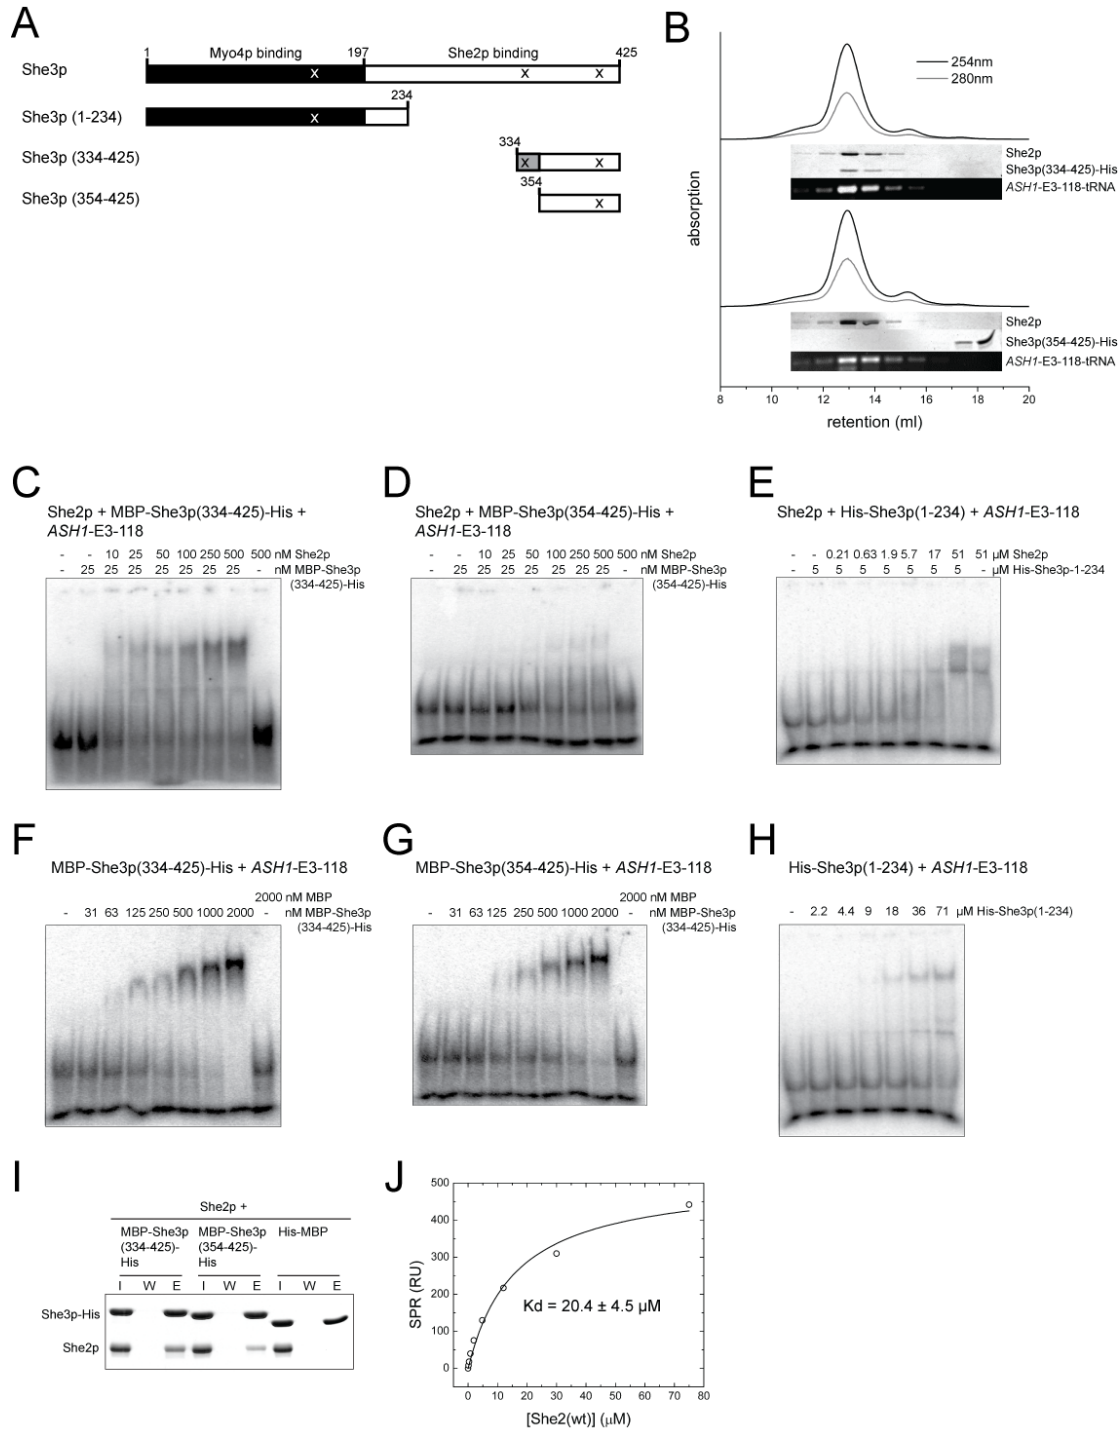 A
1 Myo4p binding 197 She2p binding 425
She3p x x x
234
She3p (1-234) x
334
She3p (334-425) x x
354
She3p (354-425) x
B
254nm
280nm
She2p
She3p(334-425)-His
ASH1-E3-118-tRNA
absorption
She2p
She3p(354-425)-His
ASH1-E3-118-tRNA
8 10 12 14 16 18 20
retention (ml)
C
She2p + MBP-She3p(334-425)-His +
ASH1-E3-118
- - 10 25 50 100 250 500 500 nM She2p
- 25 25 25 25 25 25 25 - nM MBP-She3p
(334-425)-His
D
She2p + MBP-She3p(354-425)-His +
ASH1-E3-118
- - 10 25 50 100 250 500 500 nM She2p
- 25 25 25 25 25 25 25 - nM MBP-She3p
(354-425)-His
E
She2p + His-She3p(1-234) + ASH1-E3-118
- - 0.21 0.63 1.9 5.7 17 51 51 µM She2p
- 5 5 5 5 5 5 5 - µM His-She3p-1-234
F
MBP-She3p(334-425)-His + ASH1-E3-118
2000 nM MBP
- 31 63 125 250 500 1000 2000 - nM MBP-She3p
(334-425)-His
G
MBP-She3p(354-425)-His + ASH1-E3-118
2000 nM MBP
- 31 63 125 250 500 1000 2000 - nM MBP-She3p
(334-425)-His
H
His-She3p(1-234) + ASH1-E3-118
- 2.2 4.4 9 18 36 71 µM His-She3p(1-234)
I
She2p +
MBP-She3p MBP-She3p His-MBP
(334-425)- (354-425)-
His His
I W E I W E I W E
She3p-His
She2p
J
500
400
300
200
100
0
SPR (RU)
Kd = 20.4 ± 4.5 µM
0 10 20 30 40 50 60 70 80
[She2(wt)] (µM)